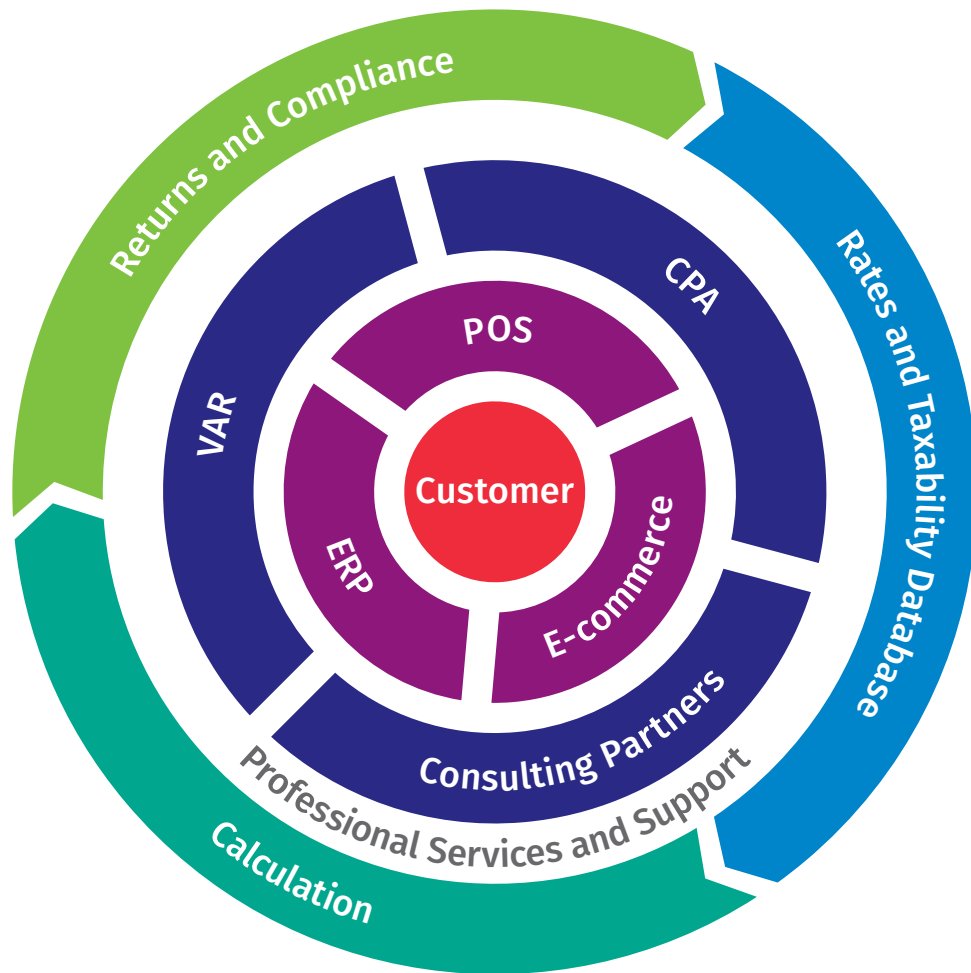 Returns and Compliance
Rates and Taxability Database
CPA
VAR
POS
Customer
ERP
E-commerce
Consulting Partners
Professional Services and Support
Calculation